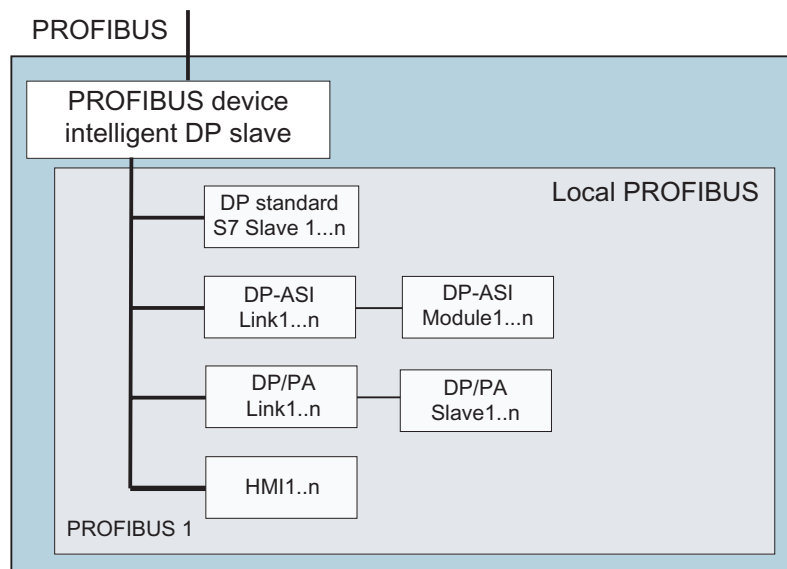 PROFIBUS
PROFIBUS device
intelligent DP slave
Local PROFIBUS
DP standard
S7 Slave 1...n
DP-ASI
Link1...n
DP-ASI
Module1...n
DP/PA
Link1..n
DP/PA
Slave1..n
HMI1..n
PROFIBUS 1